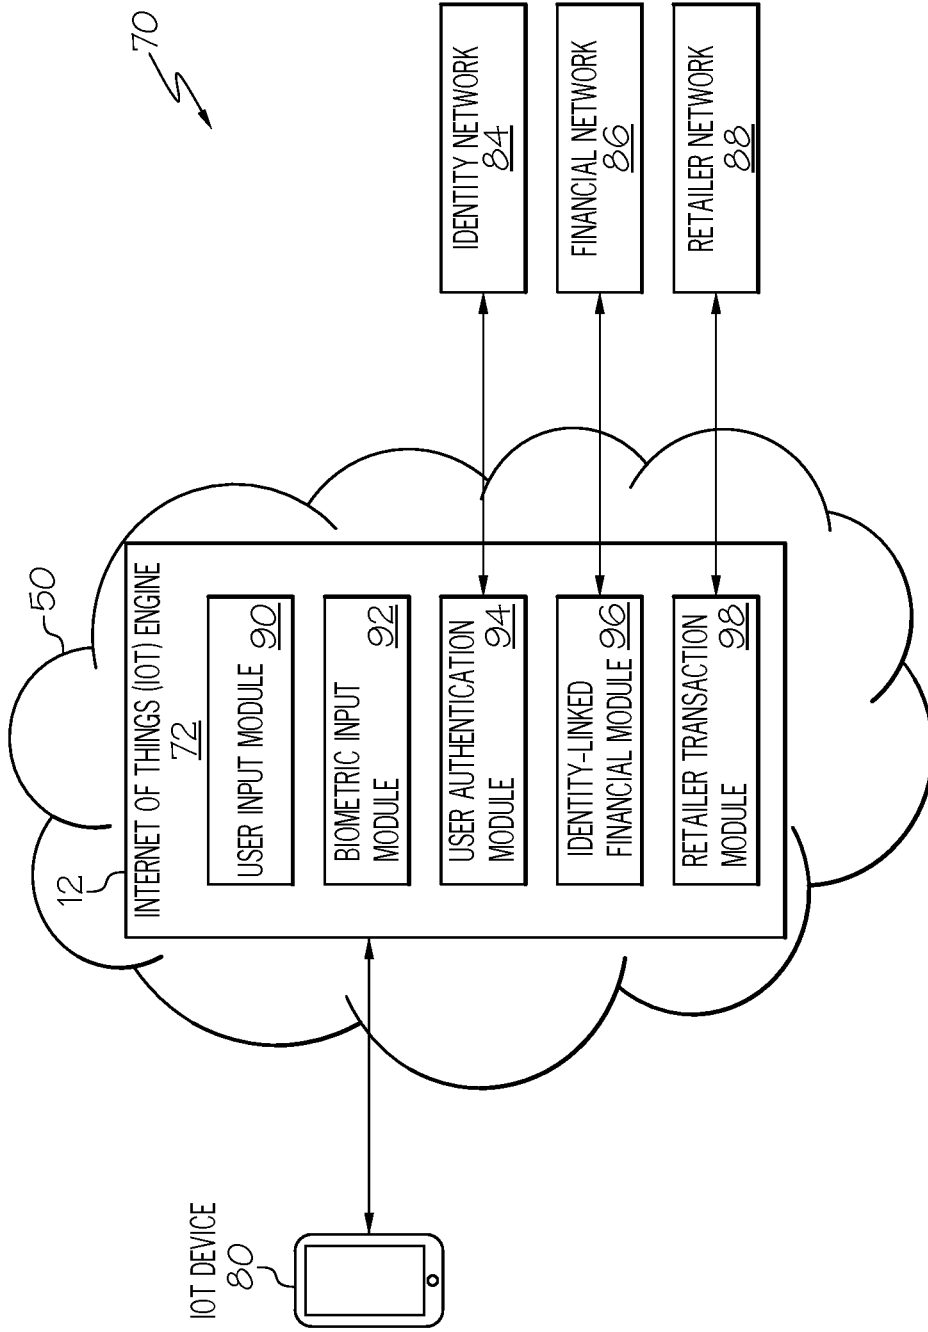 70
50
12
INTERNET OF THINGS (IOT) ENGINE
72
USER INPUT MODULE 90
BIOMETRIC INPUT
MODULE 92
USER AUTHENTICATION
MODULE 94
IDENTITY-LINKED
FINANCIAL MODULE 96
RETAILER TRANSACTION
MODULE 98
IOT DEVICE
80
IDENTITY NETWORK
84
FINANCIAL NETWORK
86
RETAILER NETWORK
88